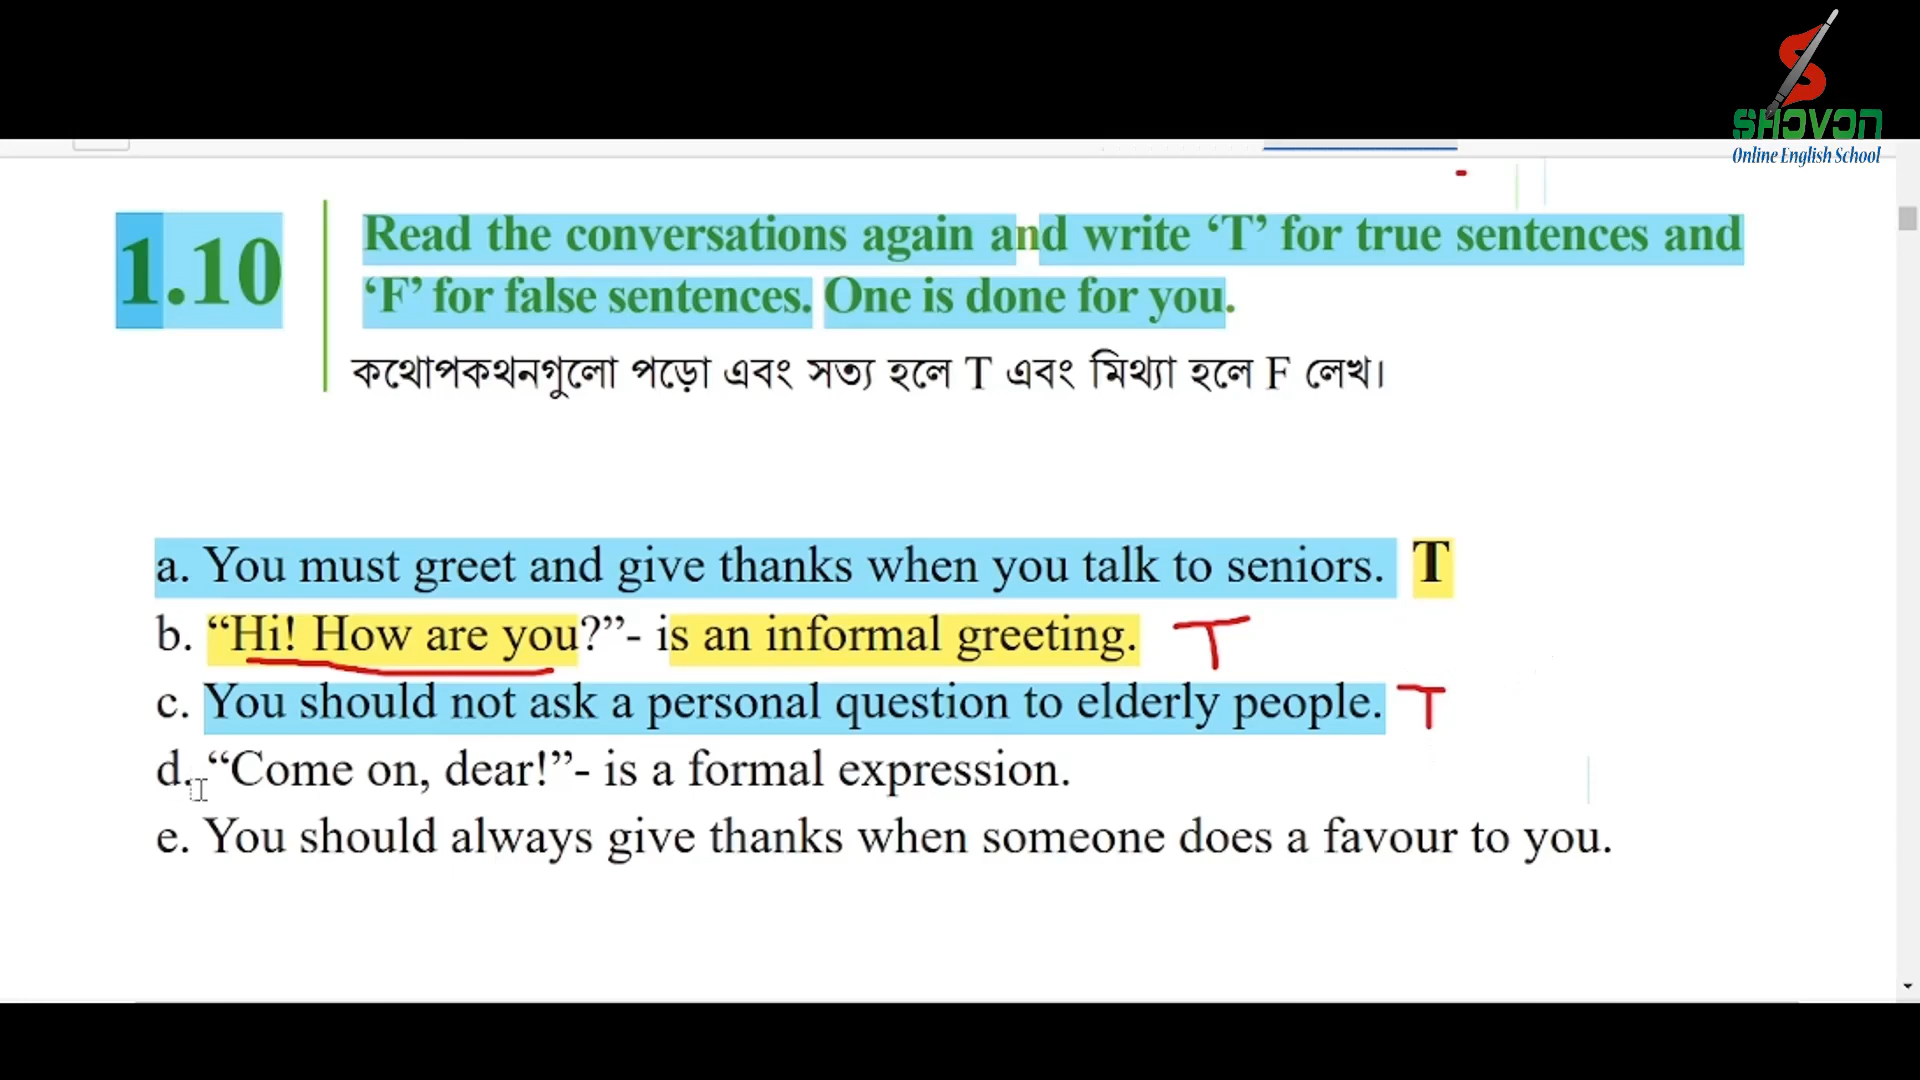 SHOVON
Online English School
1.10
Read the conversations again and write ‘T’ for true sentences and
‘F’ for false sentences. One is done for you.
কথোপকথনগুলো পড়ো এবং সত্য হলে T এবং মিথ্যা হলে F লেখ।
a. You must greet and give thanks when you talk to seniors. T
b. “Hi! How are you?”- is an informal greeting. T
c. You should not ask a personal question to elderly people. T
d. “Come on, dear!”- is a formal expression.
e. You should always give thanks when someone does a favour to you.